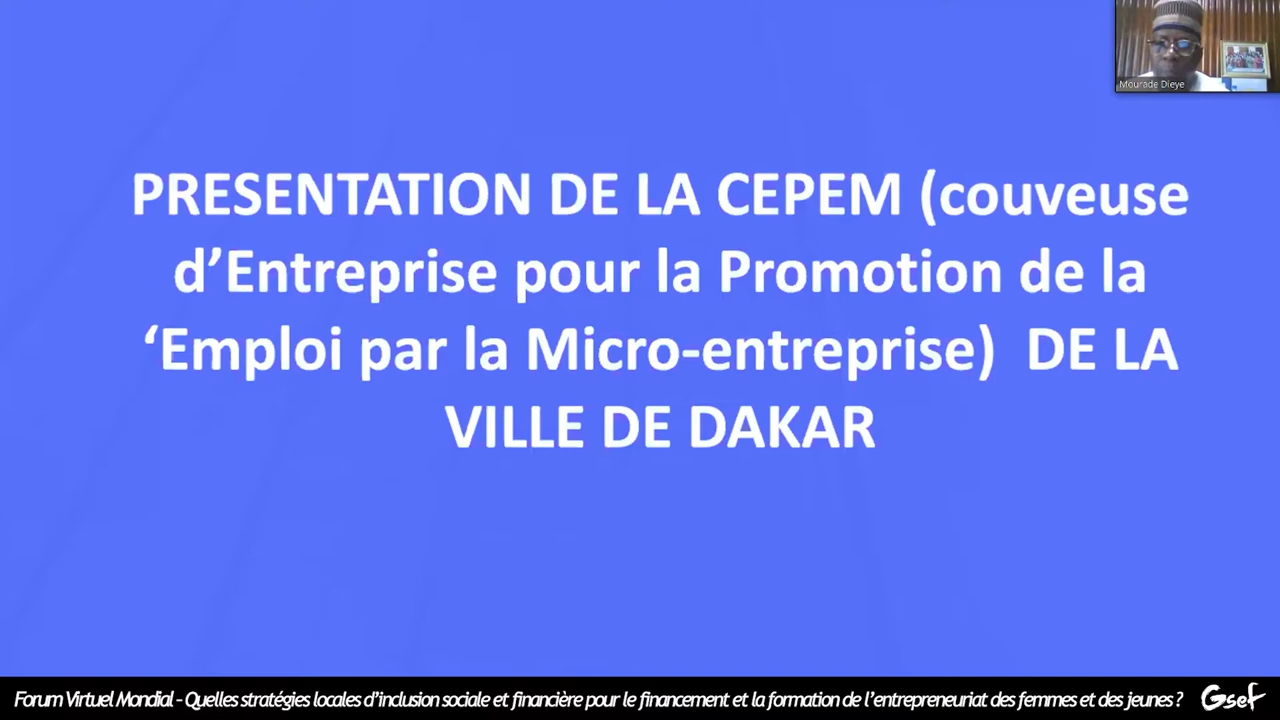 Mourade Dieye
PRESENTATION DE LA CEPEM (couveuse
d’Entreprise pour la Promotion de la
‘Emploi par la Micro-entreprise)  DE LA
VILLE DE DAKAR
Forum Virtuel Mondial - Quelles stratégies locales d’inclusion sociale et financière pour le financement et la formation de l’entrepreneuriat des femmes et des jeunes ?
Gsef